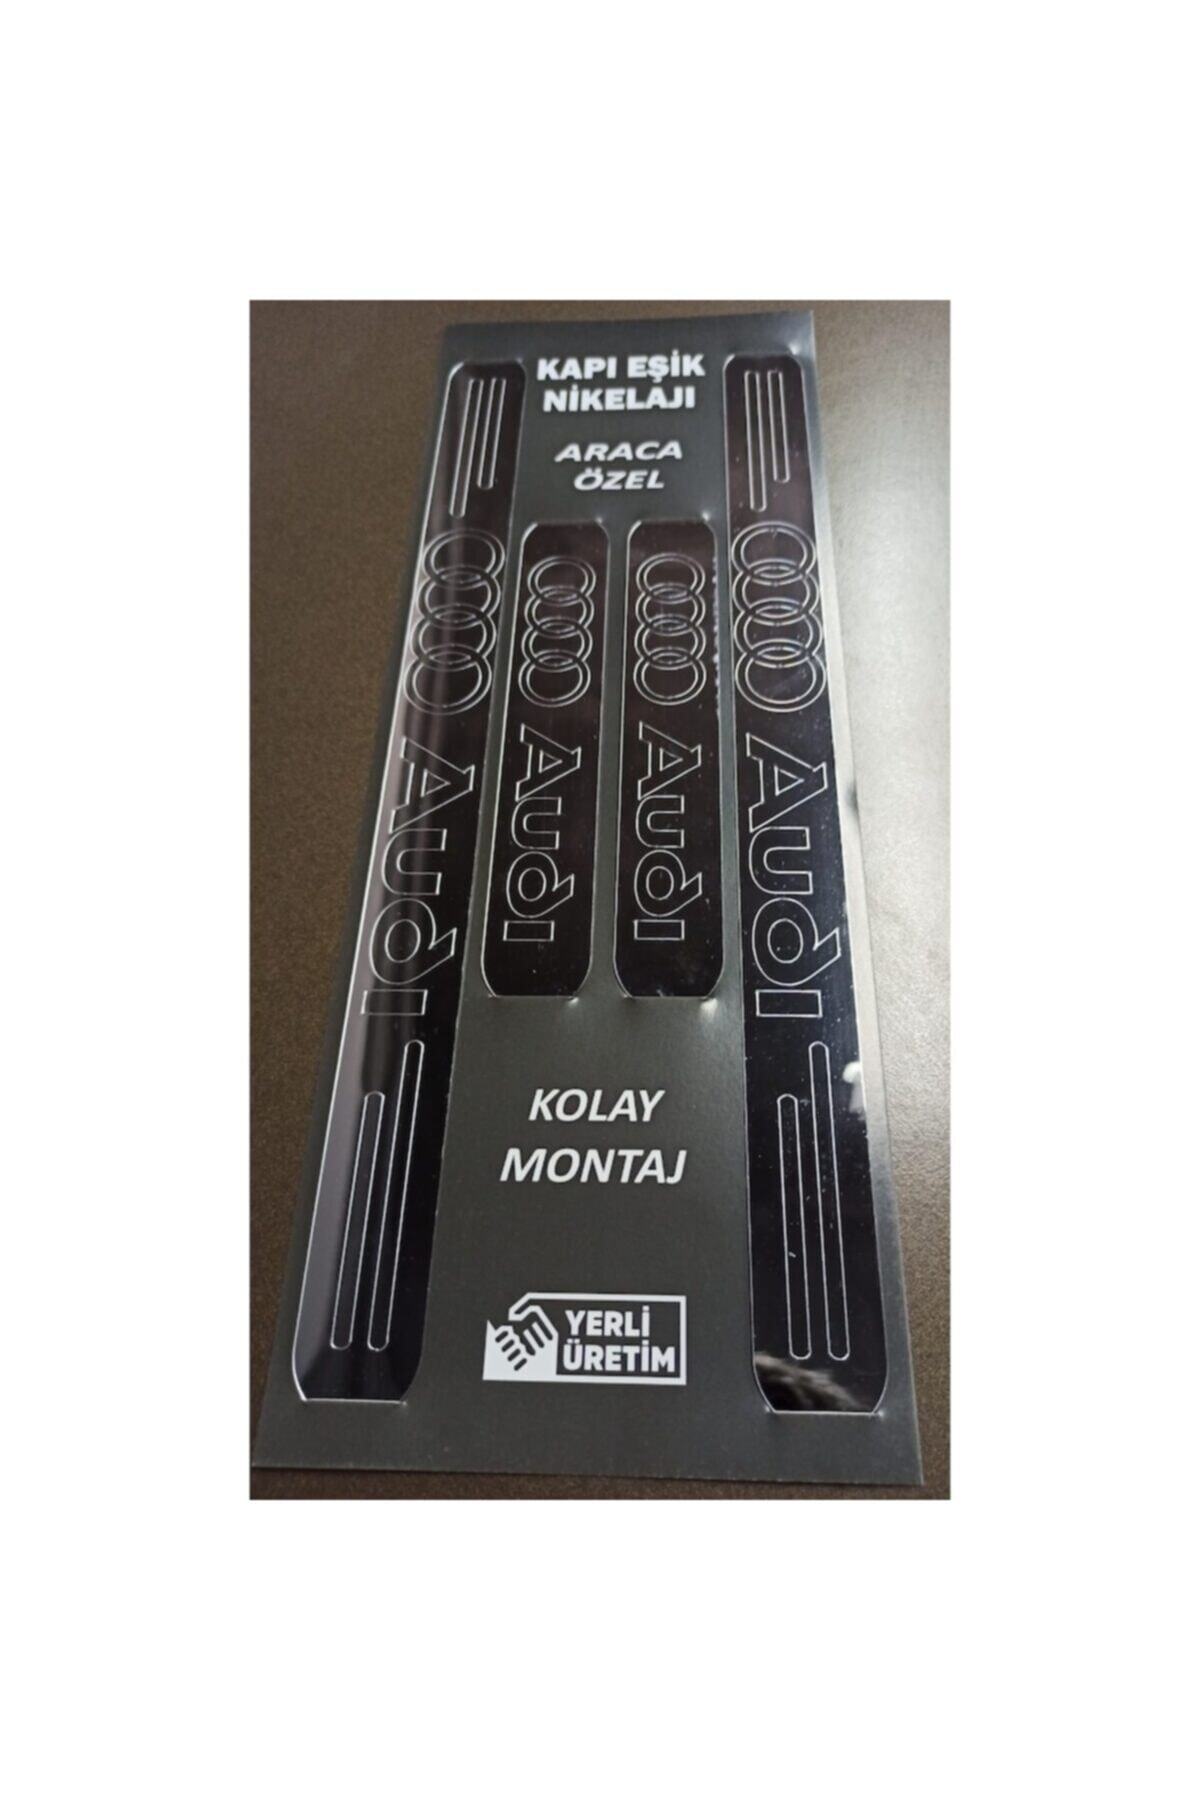 KAPI EŞİK
NİKELAJI
ARACA
ÖZEL
Audi
Audi
Audi
Audi
KOLAY
MONTAJ
YERLİ
ÜRETİM